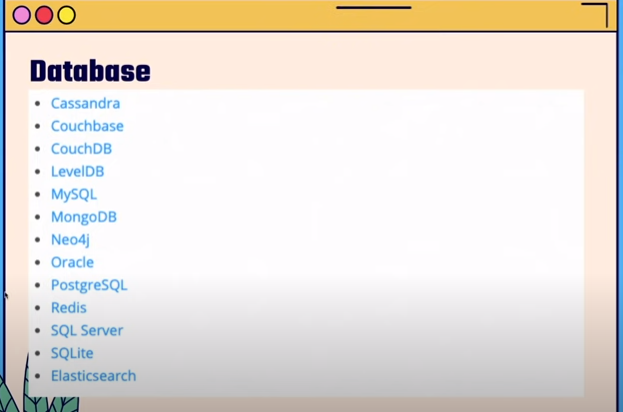 Database
Cassandra
Couchbase
CouchDB
LevelDB
MySQL
MongoDB
Neo4j
Oracle
PostgreSQL
Redis
SQL Server
SQLite
Elasticsearch